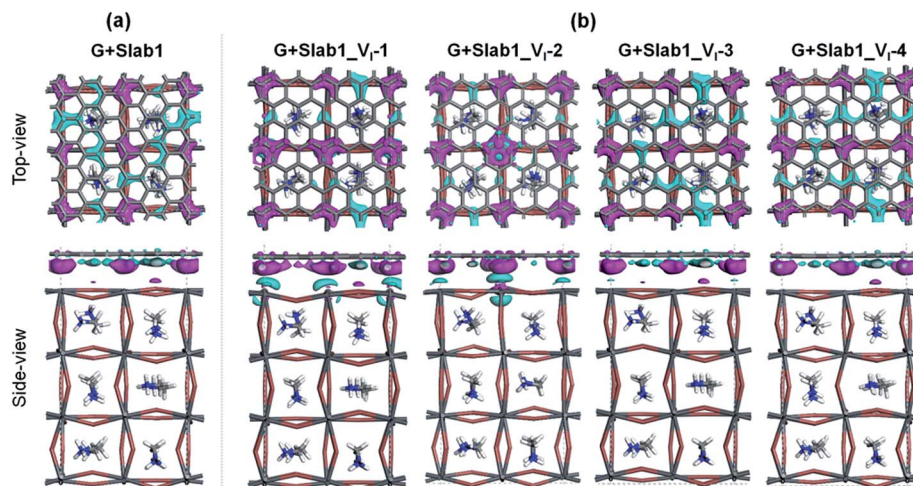 (a)
(b)
G+Slab1
G+Slab1_VI-1
G+Slab1_VI-2
G+Slab1_VI-3
G+Slab1_VI-4
Top-view
Side-view